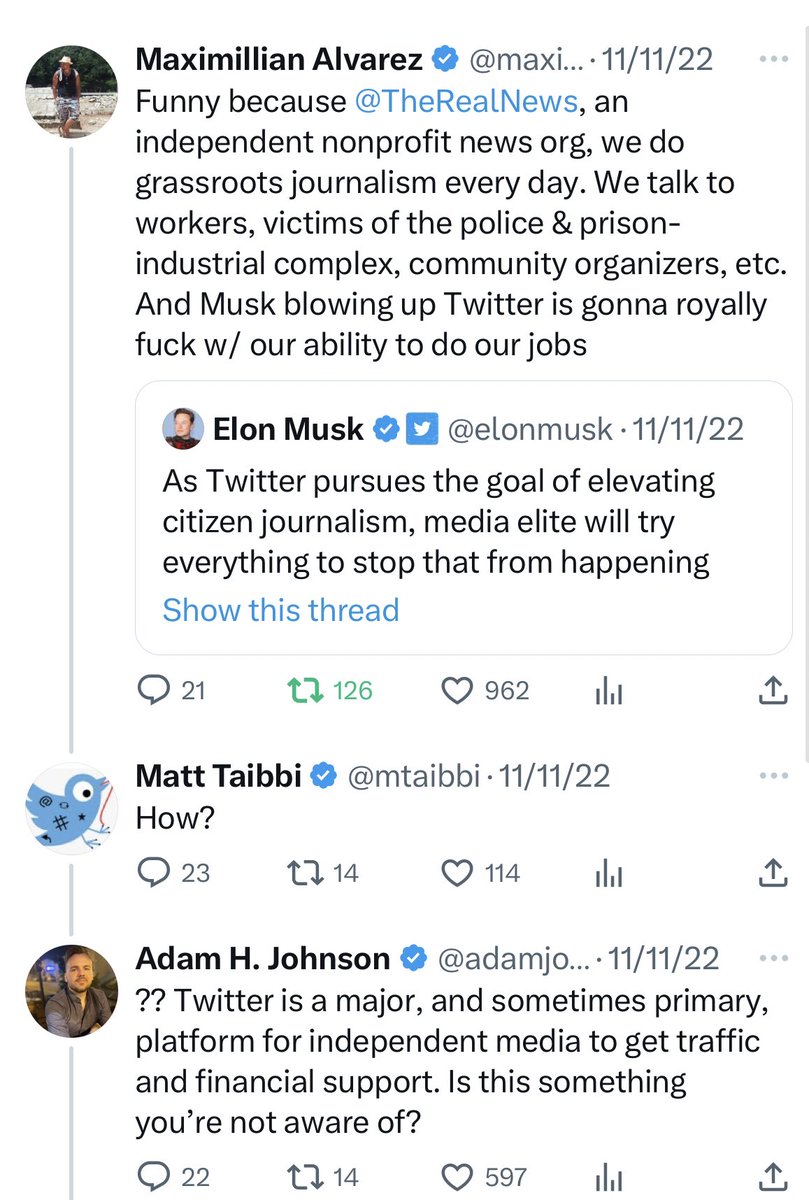 Maximillian Alvarez @maxi... · 11/11/22
Funny because @TheRealNews, an
independent nonprofit news org, we do
grassroots journalism every day. We talk to
workers, victims of the police & prison-
industrial complex, community organizers, etc.
And Musk blowing up Twitter is gonna royally
fuck w/ our ability to do our jobs
Elon Musk @elonmusk · 11/11/22
As Twitter pursues the goal of elevating
citizen journalism, media elite will try
everything to stop that from happening
Show this thread
21 126 962
Matt Taibbi @mtaibbi · 11/11/22
How?
23 14 114
Adam H. Johnson @adamjo... · 11/11/22
?? Twitter is a major, and sometimes primary,
platform for independent media to get traffic
and financial support. Is this something
you’re not aware of?
22 14 597